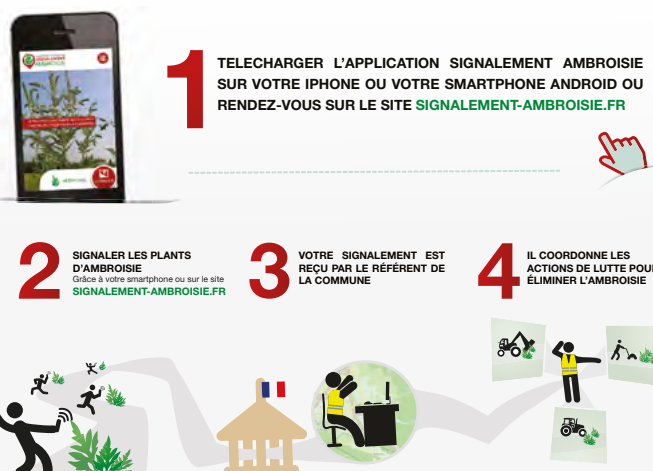 1
TELECHARGER L'APPLICATION SIGNALEMENT AMBROISIE
SUR VOTRE IPHONE OU VOTRE SMARTPHONE ANDROID OU
RENDEZ-VOUS SUR LE SITE SIGNALEMENT-AMBROISIE.FR
2
SIGNALER LES PLANTS
D'AMBROISIE
Grâce à votre smartphone ou sur le site
SIGNALEMENT-AMBROISIE.FR
3
VOTRE SIGNALEMENT EST
REÇU PAR LE RÉFÉRENT DE
LA COMMUNE
4
IL COORDONNE LES
ACTIONS DE LUTTE POUR
ÉLIMINER L'AMBROISIE